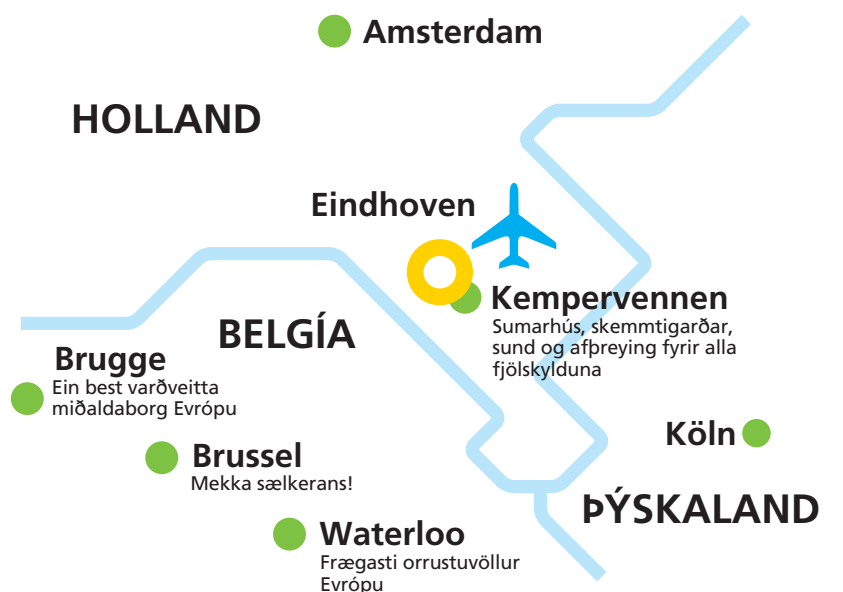 Amsterdam
HOLLAND
Eindhoven
Kempervennen
Sumarhús, skemmtigarðar,
sund og afþreying fyrir alla
fjölskylduna
BELGÍA
Brugge
Ein best varðveitta
miðaldaborg Evrópu
Köln
Brussel
Mekka sælkerans!
ÞÝSKALAND
Waterloo
Frægasti orrustuvöllur
Evrópu